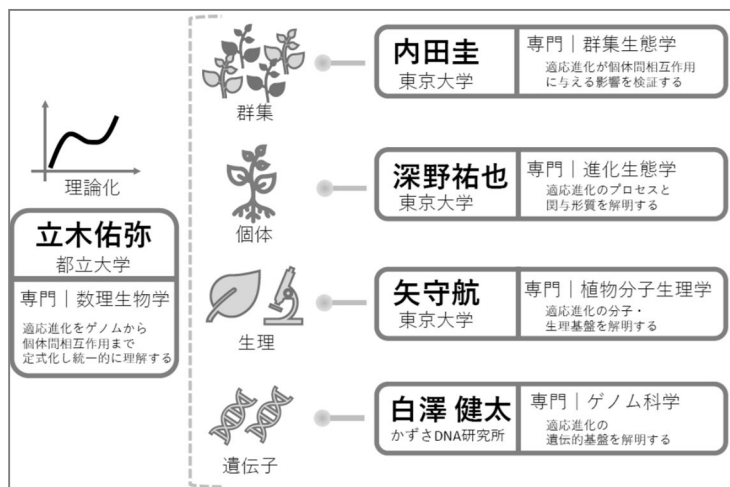 理論化
立木佑弥
都立大学
専門｜数理生物学
適応進化をゲノムから
個体間相互作用まで
定式化し統一的に理解する
群集
内田圭
東京大学
専門｜群集生態学
適応進化が個体間相互作用
に与える影響を検証する
個体
深野祐也
東京大学
専門｜進化生態学
適応進化のプロセスと
関与形質を解明する
生理
矢守航
東京大学
専門｜植物分子生理学
適応進化の分子・
生理基盤を解明する
遺伝子
白澤 健太
かずさDNA研究所
専門｜ゲノム科学
適応進化の
遺伝的基盤を解明する